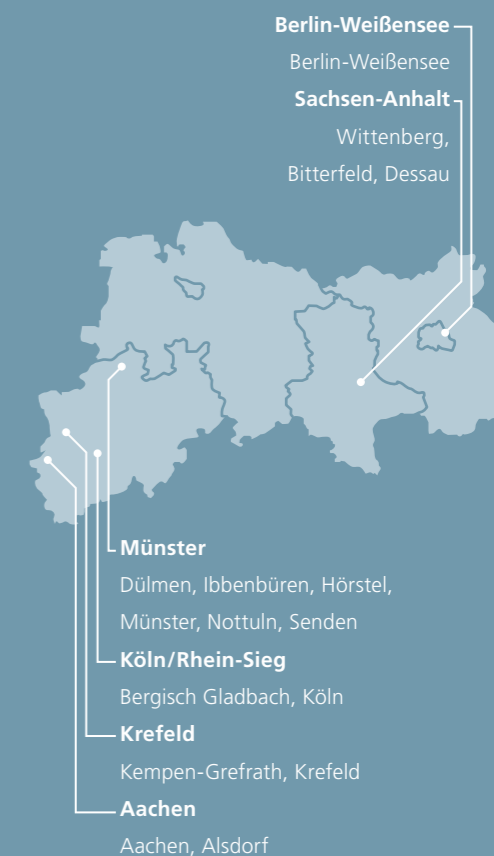 Berlin-Weißensee
Berlin-Weißensee
Sachsen-Anhalt
Wittenberg,
Bitterfeld, Dessau
Münster
Dülmen, Ibbenbüren, Hörstel,
Münster, Nottuln, Senden
Köln/Rhein-Sieg
Bergisch Gladbach, Köln
Krefeld
Kempen-Grefrath, Krefeld
Aachen
Aachen, Alsdorf